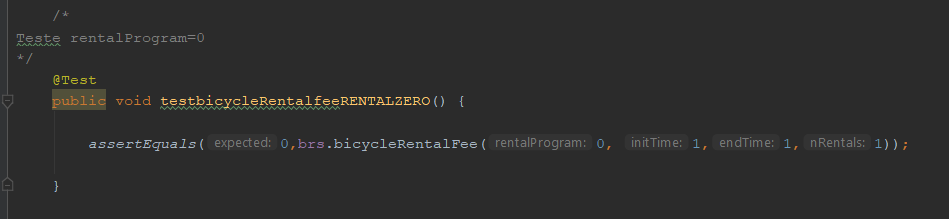 /*
Teste rentalProgram=0
*/
@Test
public void testbicycleRentalfeeRENTALZERO() {
assertEquals( expected: 0,brs.bicycleRentalFee( rentalProgram: 0, initTime: 1, endTime: 1, nRentals: 1));
}